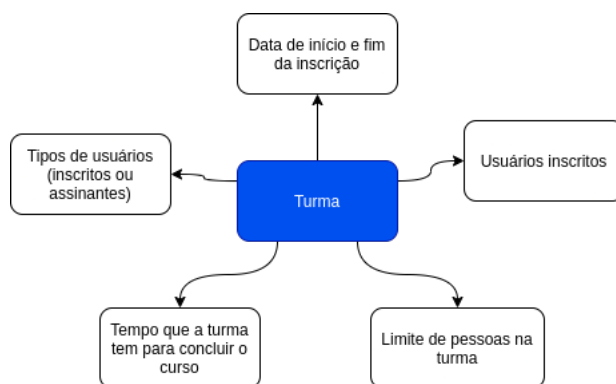 Data de início e fim
da inscrição
Tipos de usuários
(inscritos ou
assinantes)
Usuários inscritos
Turma
Tempo que a turma
tem para concluir o
curso
Limite de pessoas na
turma